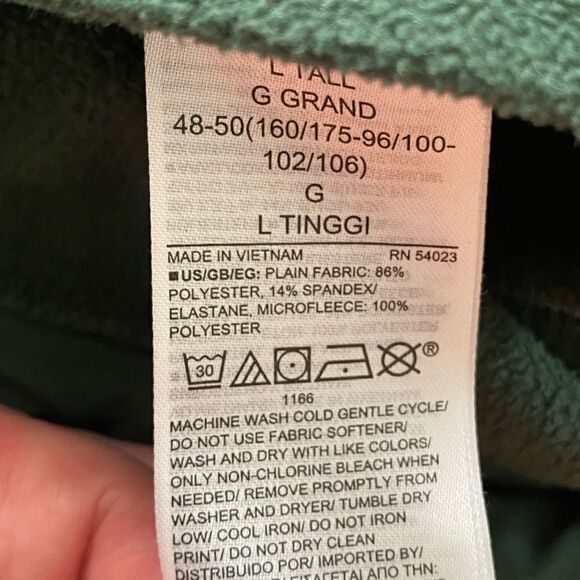 L TALL
G GRAND
48-50(160/175-96/100-
102/106)
G
L TINGGI
MADE IN VIETNAM RN 54023
US/GB/EG: PLAIN FABRIC: 86%
POLYESTER, 14% SPANDEX/
ELASTANE, MICROFLEECE: 100%
POLYESTER
30 ®
1166
MACHINE WASH COLD GENTLE CYCLE/
DO NOT USE FABRIC SOFTENER/
WASH AND DRY WITH LIKE COLORS/
ONLY NON-CHLORINE BLEACH WHEN
NEEDED/ REMOVE PROMPTLY FROM
WASHER AND DRYER/ TUMBLE DRY
LOW/ COOL IRON/ DO NOT IRON
PRINT/ DO NOT DRY CLEAN
DISTRIBUIDO POR/ IMPORTED BY/
ΕΙΣΑΓΕΤΑΙ ΑΠΟ ΤΗΝ: